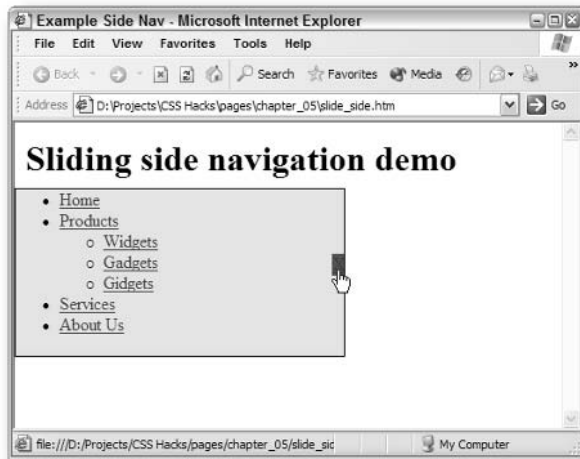 Example Side Nav - Microsoft Internet Explorer
File Edit View Favorites Tools Help
Back Search Favorites Media »
Address D:\Projects\CSS Hacks\pages\chapter_05\slide_side.htm Go
Sliding side navigation demo
• Home
• Products
○ Widgets
○ Gadgets
○ Gidgets
• Services
• About Us
file:///D:/Projects/CSS Hacks/pages/chapter_05/slide_sic My Computer